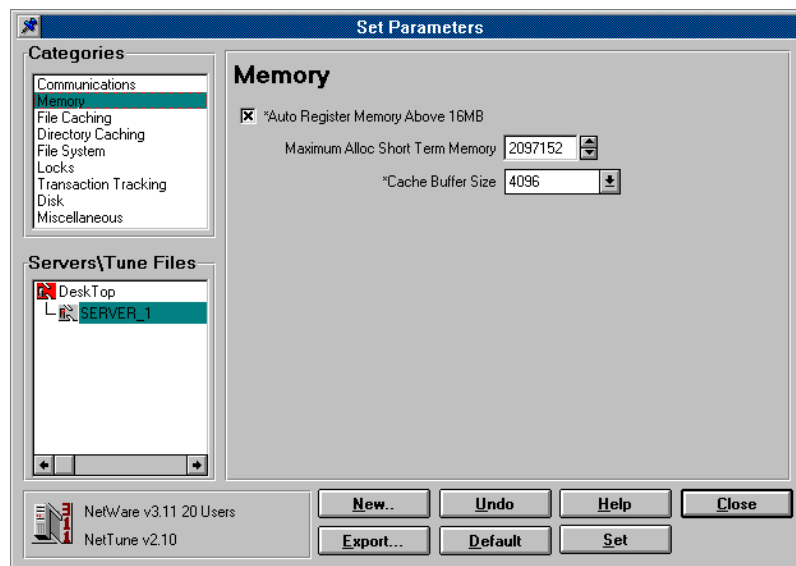 Set Parameters
Categories
Communications
Memory
File Caching
Directory Caching
File System
Locks
Transaction Tracking
Disk
Miscellaneous
Servers\Tune Files
DeskTop
SERVER_1
Memory
*Auto Register Memory Above 16MB
Maximum Alloc Short Term Memory 2097152
*Cache Buffer Size 4096
311
NetWare v3.11 20 Users
NetTune v2.10
New.. Undo Help Close
Export... Default Set